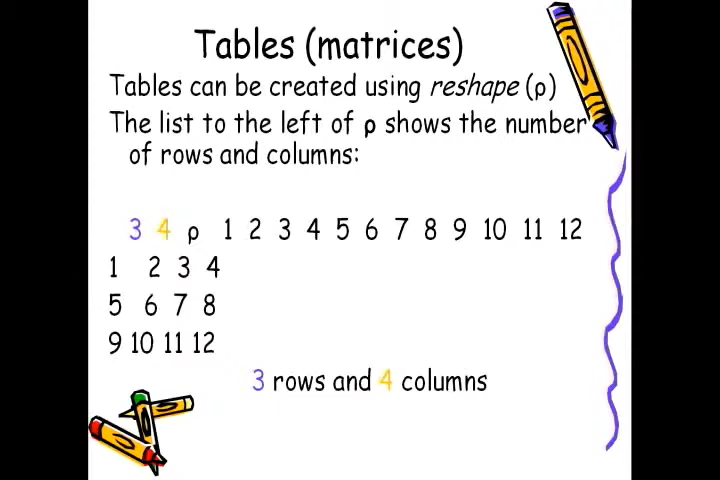 Tables (matrices)
Tables can be created using reshape (ρ)
The list to the left of ρ shows the number
of rows and columns:
3 4 ρ 1 2 3 4 5 6 7 8 9 10 11 12
1 2 3 4
5 6 7 8
9 10 11 12
3 rows and 4 columns